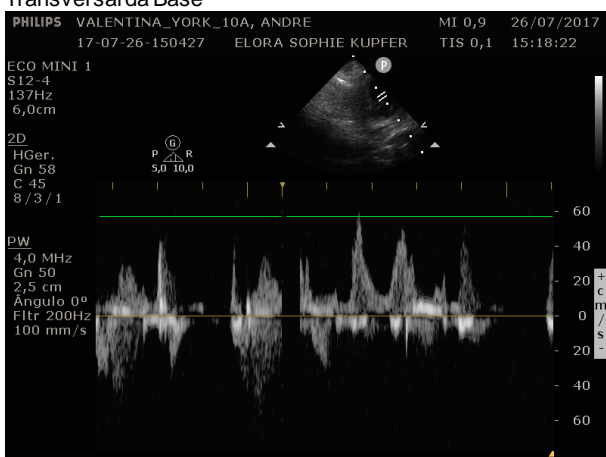 Transversal da Base
PHILIPS VALENTINA_YORK_10A, ANDRE MI 0,9 26/07/2017
17-07-26-150427 ELORA SOPHIE KUPFER TIS 0,1 15:18:22
ECO MINI 1
S12-4
137Hz
6,0cm
P
2D
HGer.
Gn 58
C 45
8/3/1
G
P R
5,0 10,0
PW
4,0 MHz
Gn 50
2,5 cm
Ângulo 0º
Fltr 200Hz
100 mm/s
60
40
20
0
20
40
60
+
c
m
/
s
-